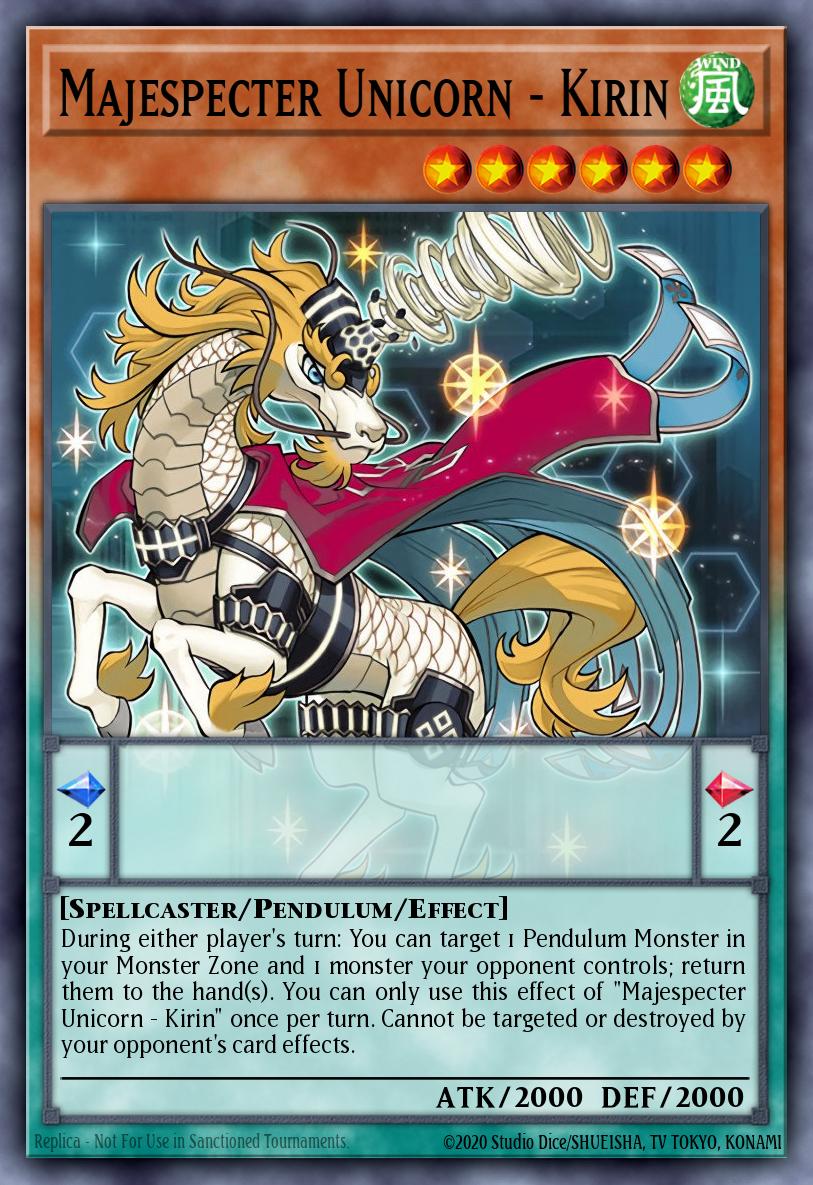 Majespecter Unicorn - Kirin
WIND
風
2
2
[Spellcaster/Pendulum/Effect]
During either player's turn: You can target 1 Pendulum Monster in
your Monster Zone and 1 monster your opponent controls; return
them to the hand(s). You can only use this effect of "Majespecter
Unicorn - Kirin" once per turn. Cannot be targeted or destroyed by
your opponent's card effects.
ATK/2000 DEF/2000
Replica - Not For Use in Sanctioned Tournaments.
©2020 Studio Dice/SHUEISHA, TV TOKYO, KONAMI